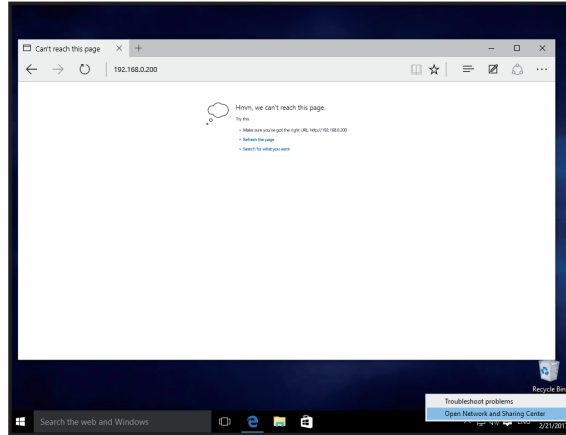 Can't reach this page
192.168.0.200
Hmm, we can't reach this page.
Try this
• Make sure you've got the right URL: http://192.168.0.200
• Refresh the page
• Search for what you want
Recycle Bin
Troubleshoot problems
Open Network and Sharing Center
Search the web and Windows
ENG
2/21/2017